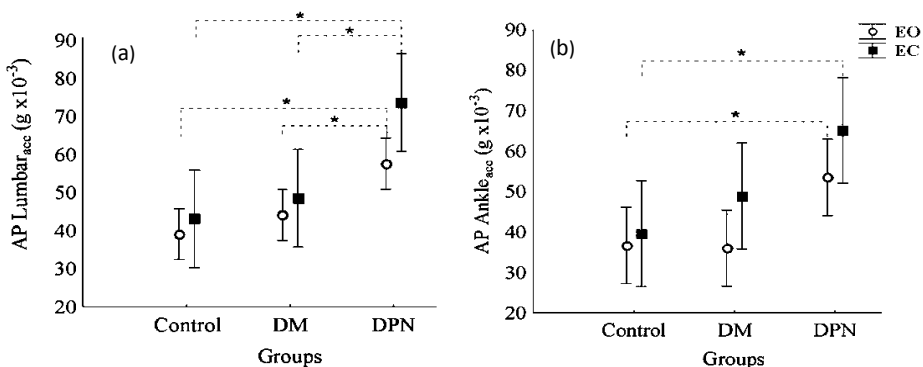 (a)
*
*
*
*
AP Lumbar_acc (g x10⁻³)
90
80
70
60
50
40
30
20
Control DM DPN
Groups
(b)
EO
EC
*
*
AP Ankle_acc (g x10⁻³)
90
80
70
60
50
40
30
20
Control DM DPN
Groups